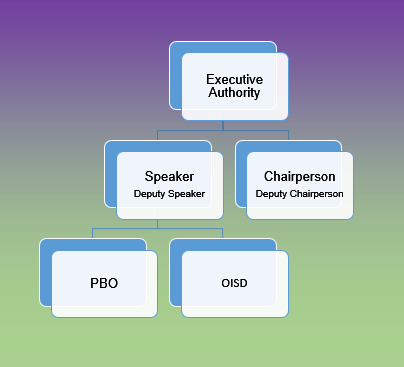 Executive
Authority
Speaker
Deputy Speaker
Chairperson
Deputy Chairperson
PBO
OISD